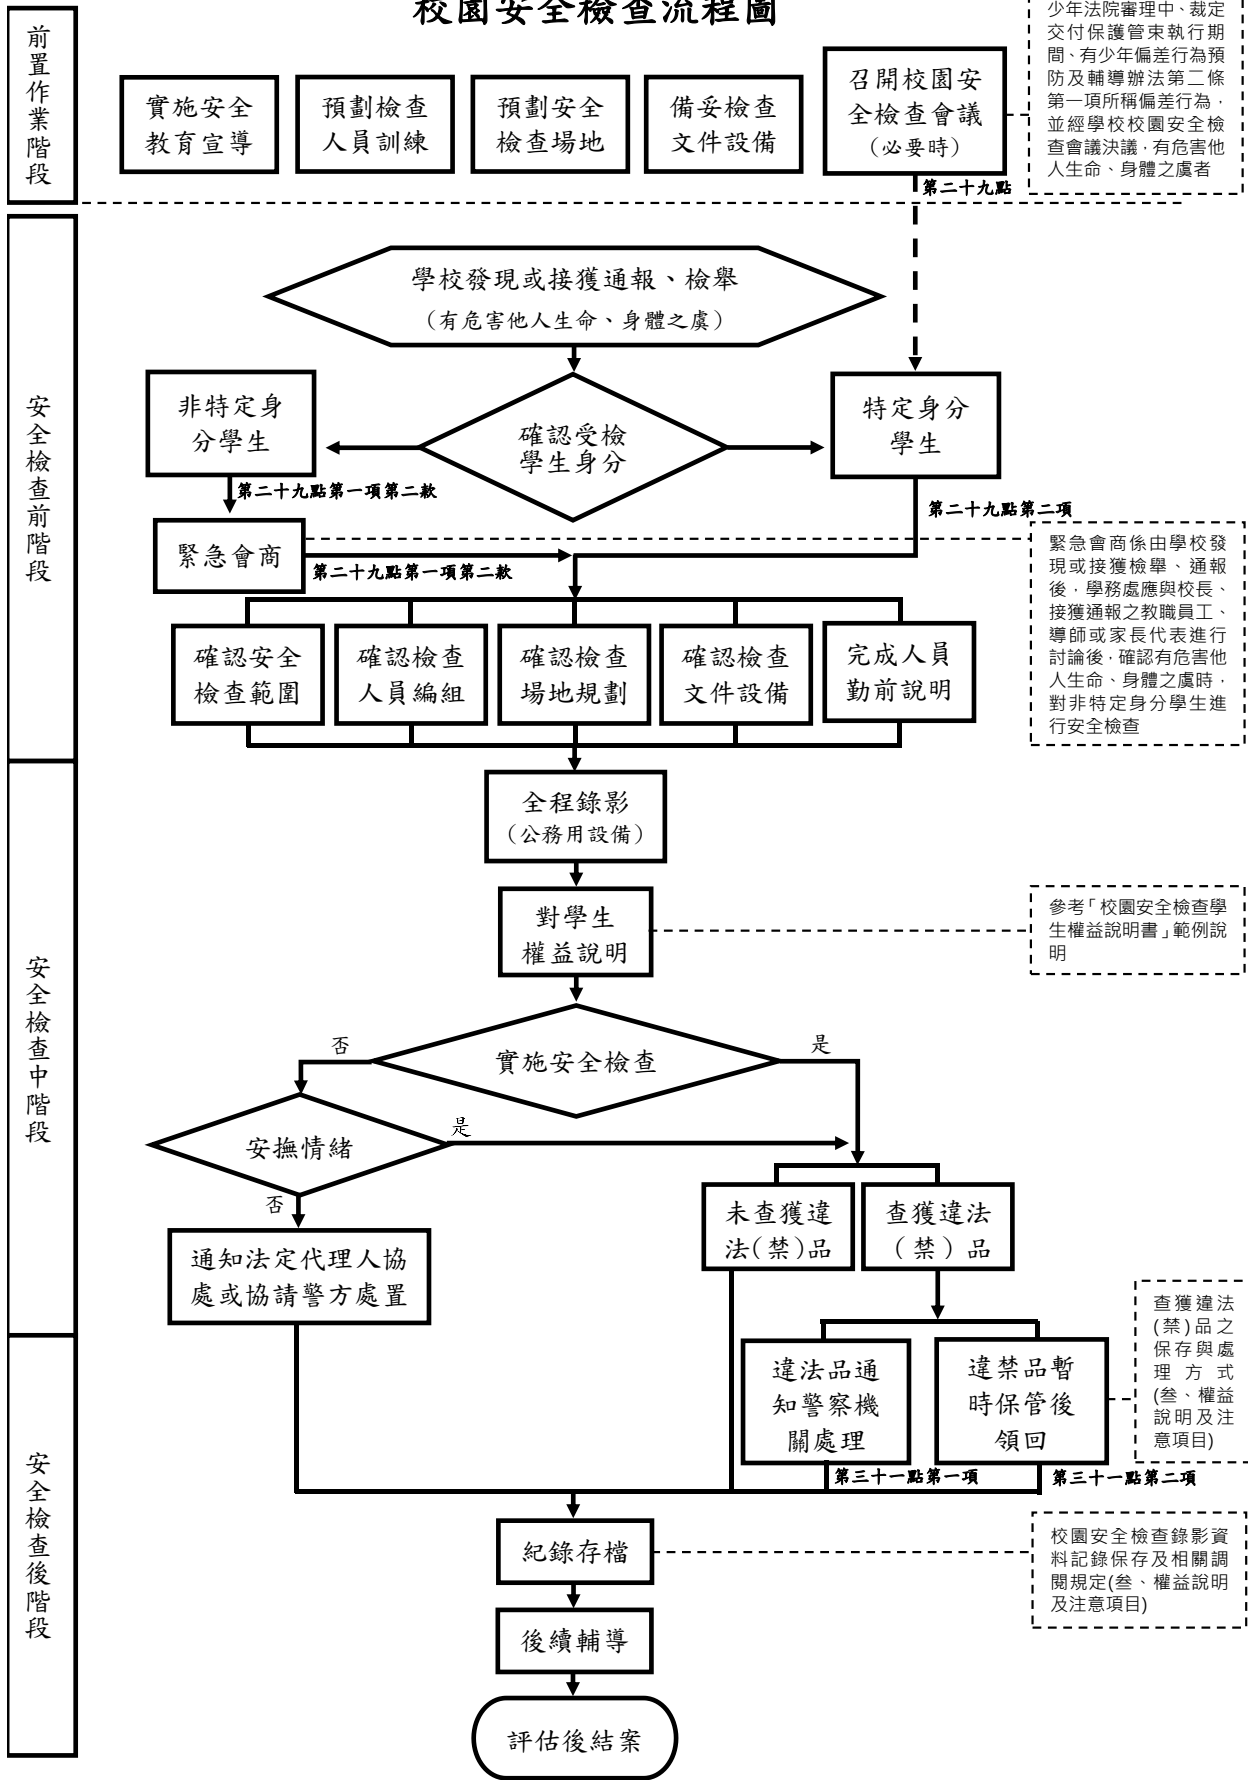 校園安全檢查流程圖
前置作業階段
實施安全
教育宣導
預劃檢查
人員訓練
預劃安全
檢查場地
備妥檢查
文件設備
召開校園安
全檢查會議
(必要時)
少年法院審理中、裁定
交付保護管束執行期
間、有少年偏差行為預
防及輔導辦法第二條
第一項所稱偏差行為，
並經學校校園安全檢
查會議決議，有危害他
人生命、身體之虞者
第二十九點
安全檢查前階段
學校發現或接獲通報、檢舉
(有危害他人生命、身體之虞)
非特定身
分學生
確認受檢
學生身分
特定身分
學生
第二十九點第一項第二款
第二十九點第二項
緊急會商
第二十九點第一項第二款
緊急會商係由學校發
現或接獲檢舉、通報
後，學務處應與校長、
接獲通報之教職員工、
導師或家長代表進行
討論後，確認有危害他
人生命、身體之虞時，
對非特定身分學生進
行安全檢查
確認安全
檢查範圍
確認檢查
人員編組
確認檢查
場地規劃
確認檢查
文件設備
完成人員
勤前說明
安全檢查中階段
全程錄影
(公務用設備)
對學生
權益說明
參考「校園安全檢查學
生權益說明書」範例說
明
實施安全檢查
否
是
安撫情緒
是
否
未查獲違
法(禁)品
查獲違法
(禁)品
通知法定代理人協
處或協請警方處置
安全檢查後階段
違法品通
知警察機
關處理
違禁品暫
時保管後
領回
查獲違法
(禁)品之
保存與處
理方式
(叁、權益
說明及注
意項目)
第三十一點第一項
第三十一點第二項
紀錄存檔
校園安全檢查錄影資
料記錄保存及相關調
閱規定(叁、權益說明
及注意項目)
後續輔導
評估後結案